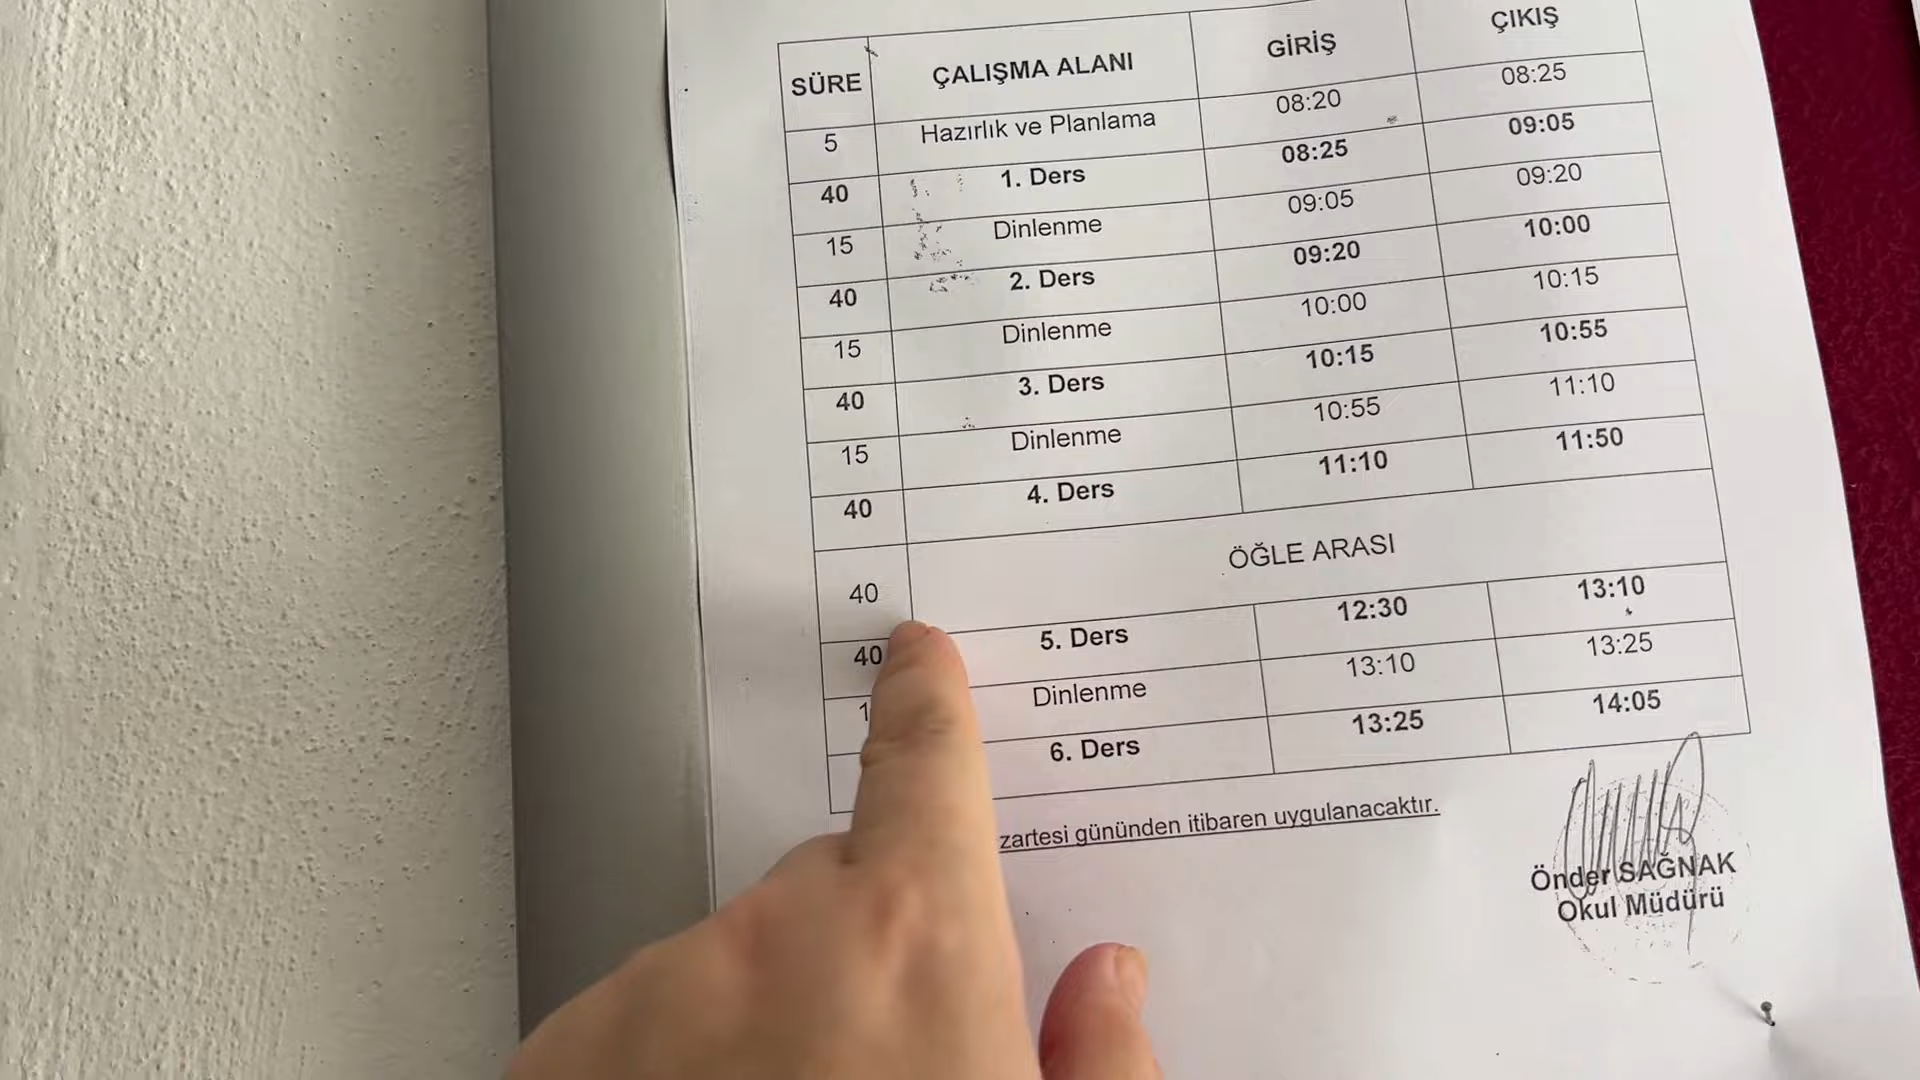 SÜRE ÇALIŞMA ALANI GİRİŞ ÇIKIŞ
5 Hazırlık ve Planlama 08:20 08:25
40 1. Ders 08:25 09:05
15 Dinlenme 09:05 09:20
40 2. Ders 09:20 10:00
15 Dinlenme 10:00 10:15
40 3. Ders 10:15 10:55
15 Dinlenme 10:55 11:10
40 4. Ders 11:10 11:50
40 ÖĞLE ARASI
40 5. Ders 12:30 13:10
1 Dinlenme 13:10 13:25
6. Ders 13:25 14:05
zartesi gününden itibaren uygulanacaktır.
Önder SAĞNAK
Okul Müdürü